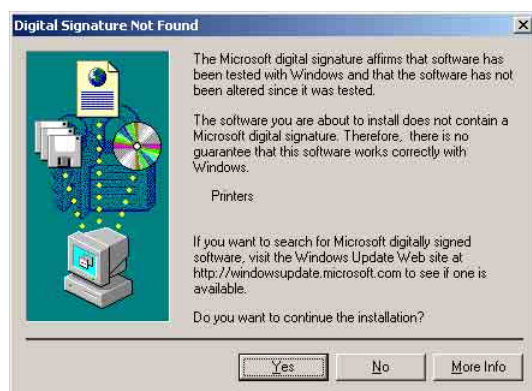 Digital Signature Not Found
The Microsoft digital signature affirms that software has
been tested with Windows and that the software has not
been altered since it was tested.
The software you are about to install does not contain a
Microsoft digital signature. Therefore, there is no
guarantee that this software works correctly with
Windows.
Printers
If you want to search for Microsoft digitally signed
software, visit the Windows Update Web site at
http://windowsupdate.microsoft.com to see if one is
available.
Do you want to continue the installation?
Yes
No
More Info